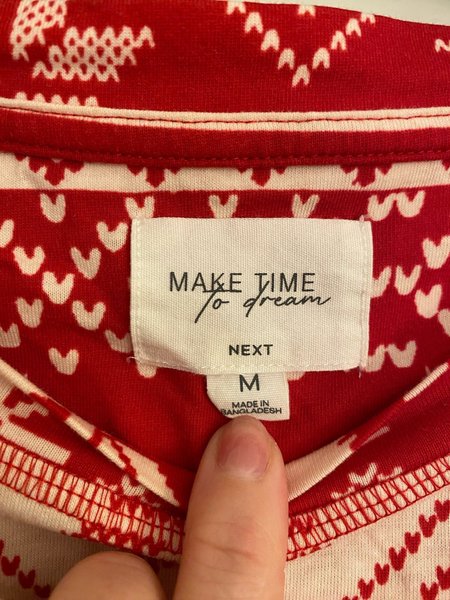 MAKE TIME
to dream
NEXT
M
MADE IN
BANGLADESH